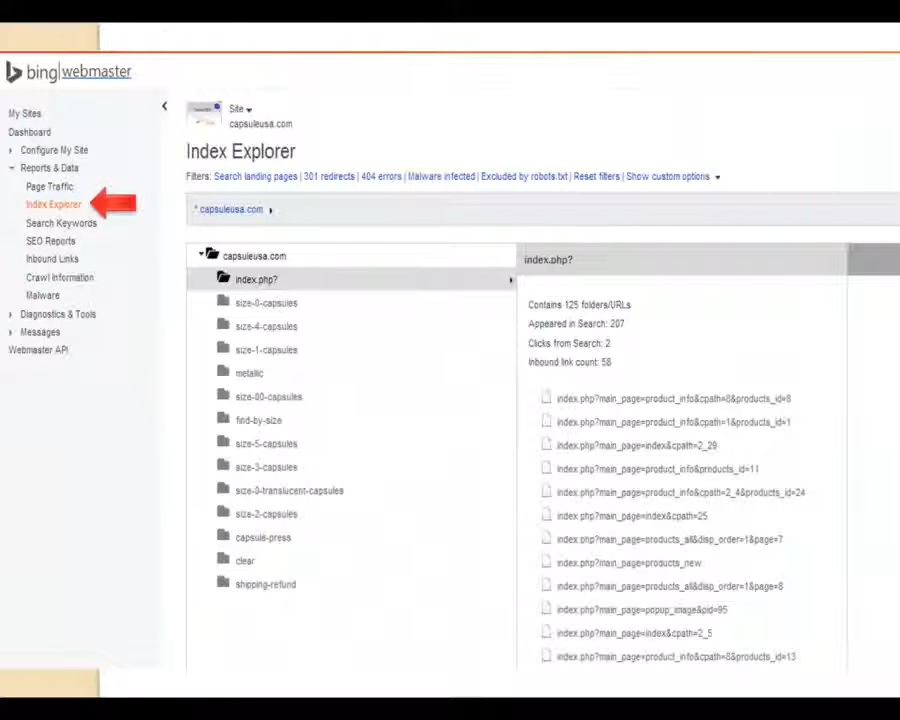 bing|webmaster
My Sites
Dashboard
Configure My Site
Reports & Data
Page Traffic
Index Explorer
Search Keywords
SEO Reports
Inbound Links
Crawl Information
Malware
Diagnostics & Tools
Messages
Webmaster API
Site
capsuleusa.com
Index Explorer
Filters: Search landing pages | 301 redirects | 404 errors | Malware infected | Excluded by robots.txt | Reset filters | Show custom options
*.capsuleusa.com
capsuleusa.com
index.php?
size-0-capsules
size-4-capsules
size-1-capsules
metallic
size-00-capsules
find-by-size
size-5-capsules
size-3-capsules
size-0-translucent-capsules
size-2-capsules
capsule-press
clear
shipping-refund
index.php?
Contains 125 folders/URLs
Appeared in Search: 207
Clicks from Search: 2
Inbound link count: 58
index.php?main_page=product_info&cpath=8&products_id=8
index.php?main_page=product_info&cpath=1&products_id=1
index.php?main_page=index&cpath=2_29
index.php?main_page=product_info&products_id=11
index.php?main_page=product_info&cpath=2_4&products_id=24
index.php?main_page=index&cpath=25
index.php?main_page=products_all&disp_order=1&page=7
index.php?main_page=products_new
index.php?main_page=products_all&disp_order=1&page=8
index.php?main_page=popup_image&pid=95
index.php?main_page=index&cpath=2_5
index.php?main_page=product_info&cpath=8&products_id=13